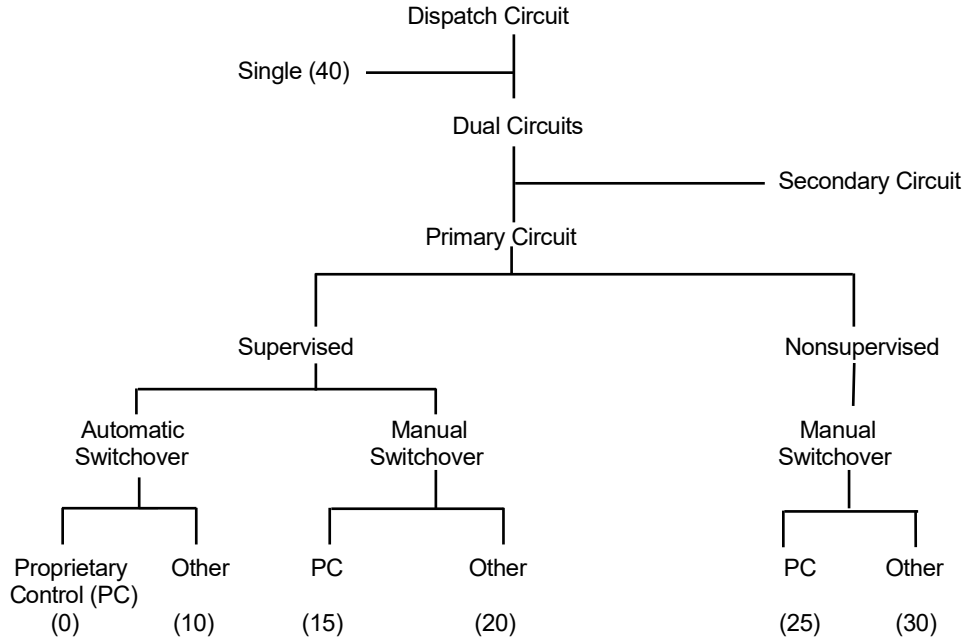 Dispatch Circuit
Single (40)
Dual Circuits
Secondary Circuit
Primary Circuit
Supervised
Nonsupervised
Automatic
Switchover
Manual
Switchover
Manual
Switchover
Proprietary
Control (PC)
Other
PC
Other
PC
Other
(0)
(10)
(15)
(20)
(25)
(30)